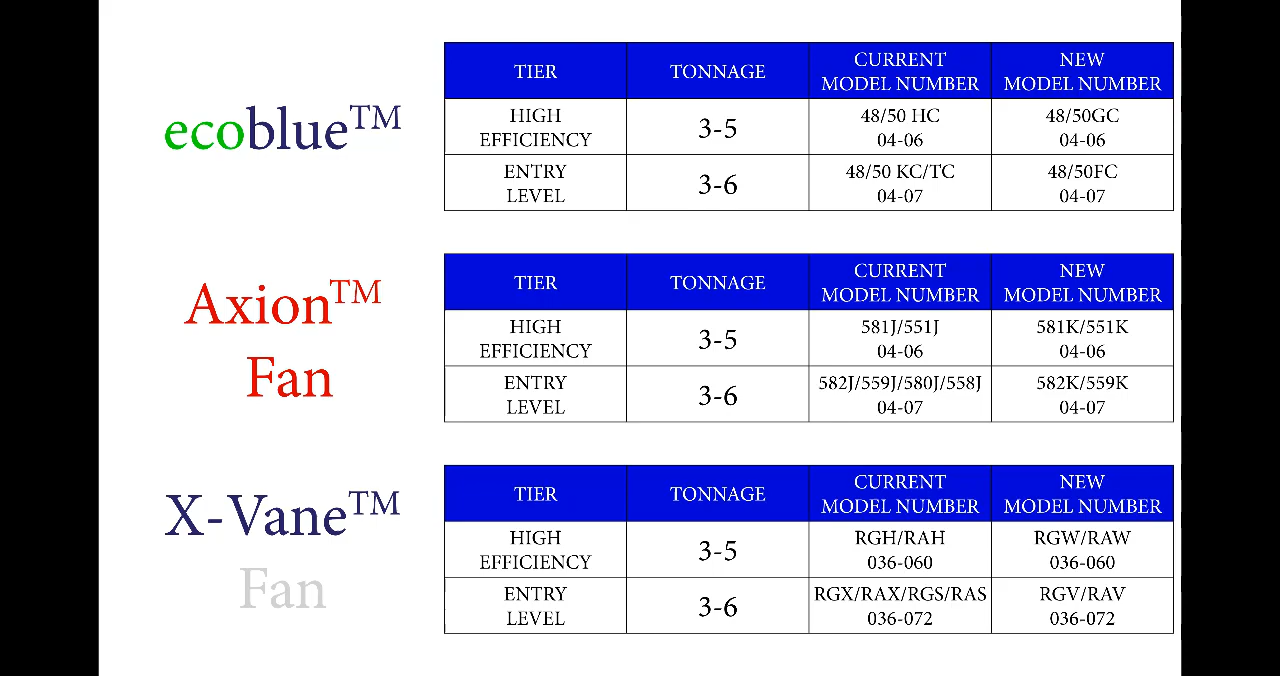 ecoblue™
TIER TONNAGE CURRENT MODEL NUMBER NEW MODEL NUMBER
HIGH EFFICIENCY 3-5 48/50 HC 04-06 48/50GC 04-06
ENTRY LEVEL 3-6 48/50 KC/TC 04-07 48/50FC 04-07
Axion™
Fan
TIER TONNAGE CURRENT MODEL NUMBER NEW MODEL NUMBER
HIGH EFFICIENCY 3-5 581J/551J 04-06 581K/551K 04-06
ENTRY LEVEL 3-6 582J/559J/580J/558J 04-07 582K/559K 04-07
X-Vane™
Fan
TIER TONNAGE CURRENT MODEL NUMBER NEW MODEL NUMBER
HIGH EFFICIENCY 3-5 RGH/RAH 036-060 RGW/RAW 036-060
ENTRY LEVEL 3-6 RGX/RAX/RGS/RAS 036-072 RGV/RAV 036-072